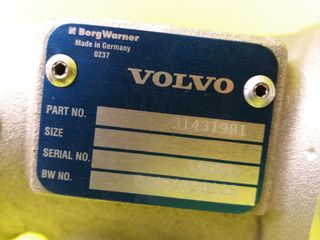 BorgWarner
Made in Germany
0237
VOLVO
PART NO. 31431981
SIZE
SERIAL NO.
BW NO.